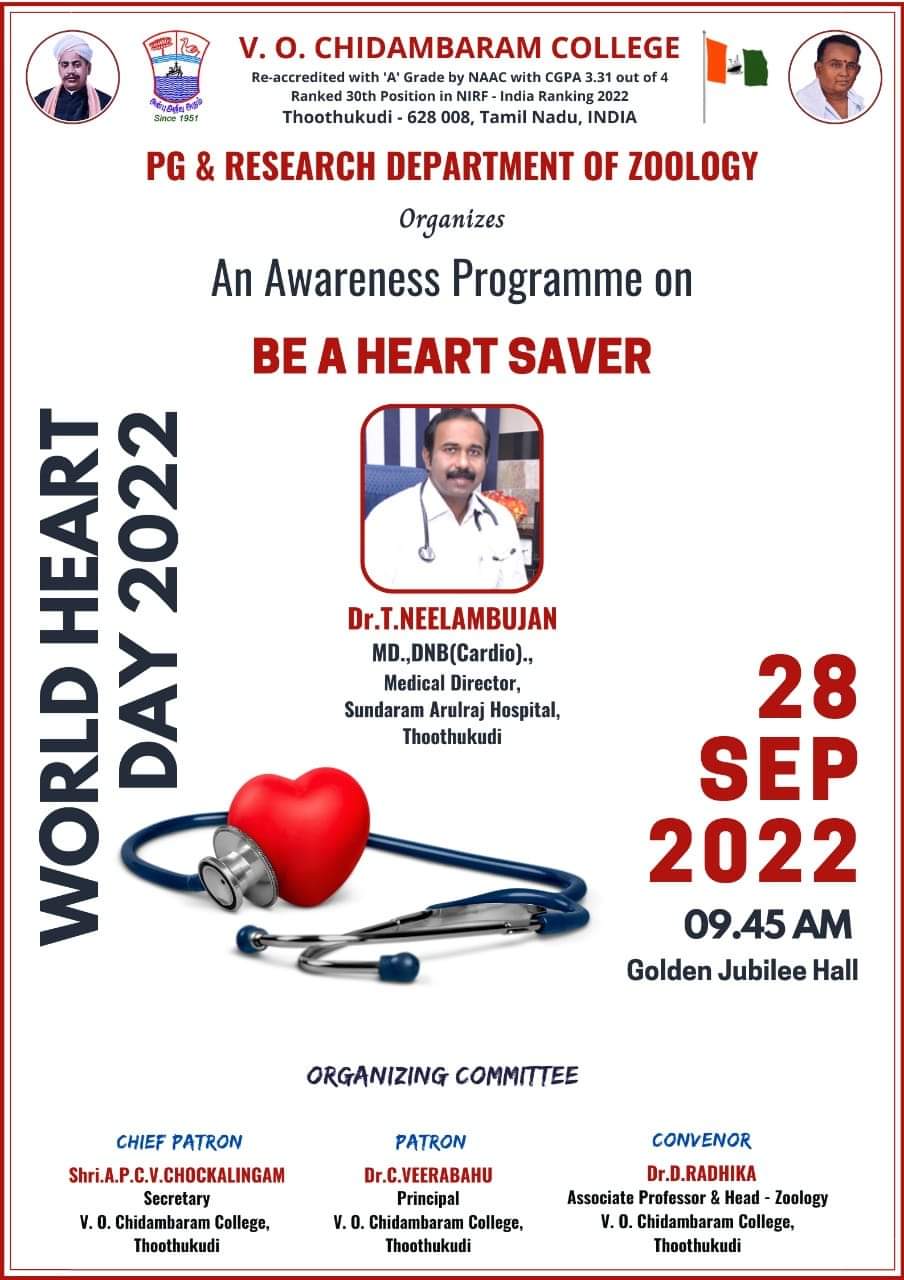 V. O. CHIDAMBARAM COLLEGE
Re-accredited with 'A' Grade by NAAC with CGPA 3.31 out of 4
Ranked 30th Position in NIRF - India Ranking 2022
Thoothukudi - 628 008, Tamil Nadu, INDIA
Since 1951
PG & RESEARCH DEPARTMENT OF ZOOLOGY
Organizes
An Awareness Programme on
BE A HEART SAVER
WORLD HEART
DAY 2022
Dr.T.NEELAMBUJAN
MD.,DNB(Cardio).,
Medical Director,
Sundaram Arulraj Hospital,
Thoothukudi
28
SEP
2022
09.45 AM
Golden Jubilee Hall
ORGANIZING COMMITTEE
CHIEF PATRON
Shri.A.P.C.V.CHOCKALINGAM
Secretary
V. O. Chidambaram College,
Thoothukudi
PATRON
Dr.C.VEERABAHU
Principal
V. O. Chidambaram College,
Thoothukudi
CONVENOR
Dr.D.RADHIKA
Associate Professor & Head - Zoology
V. O. Chidambaram College,
Thoothukudi